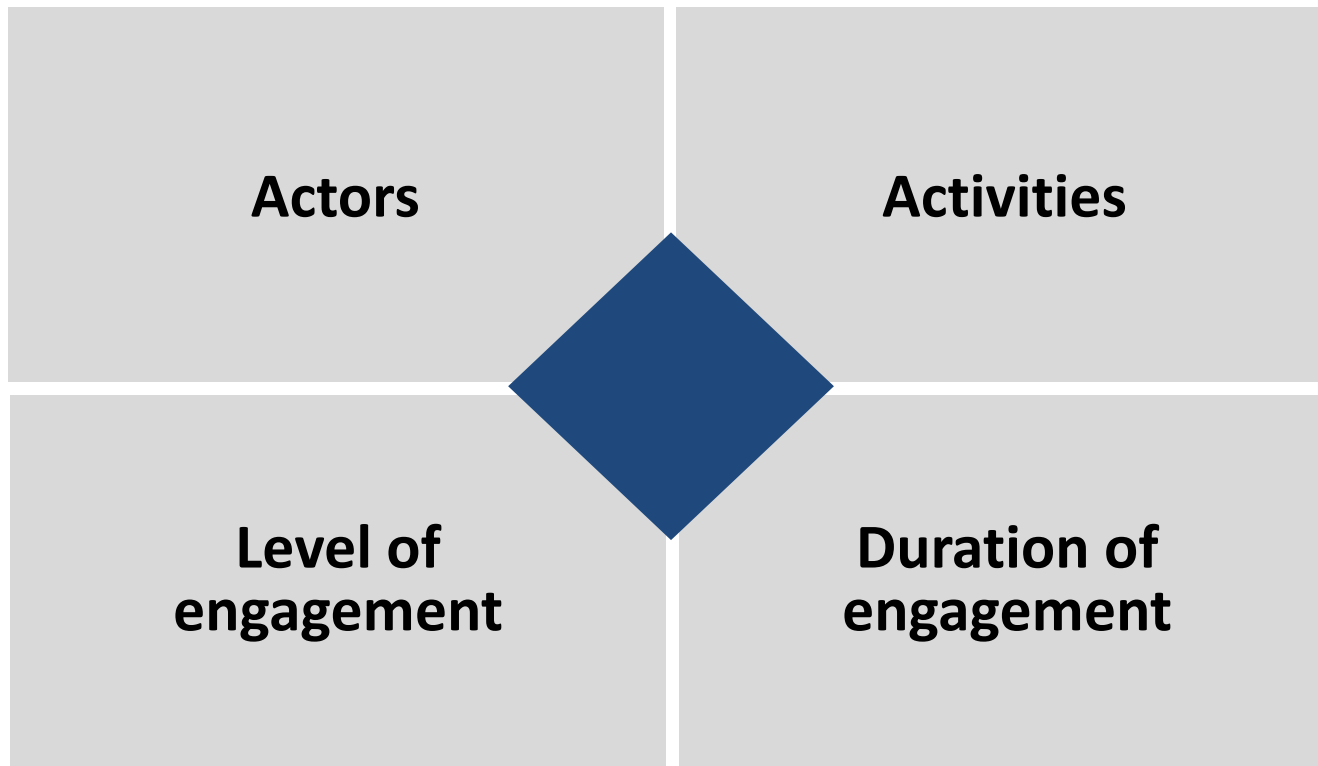 Actors
Activities
Level of
engagement
Duration of
engagement